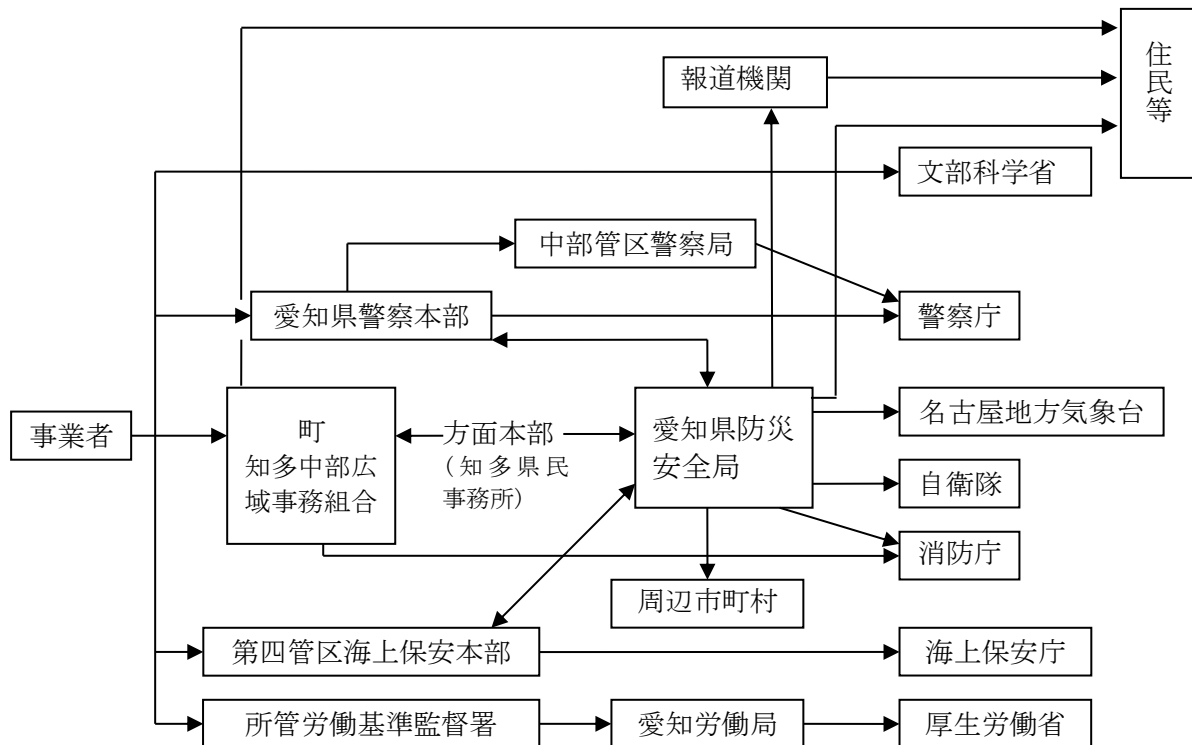 住民等
報道機関
文部科学省
中部管区警察局
愛知県警察本部
警察庁
事業者
町
知多中部広
域事務組合
方面本部
（知多県民
事務所）
愛知県防災
安全局
名古屋地方気象台
自衛隊
消防庁
周辺市町村
第四管区海上保安本部
海上保安庁
所管労働基準監督署
愛知労働局
厚生労働省